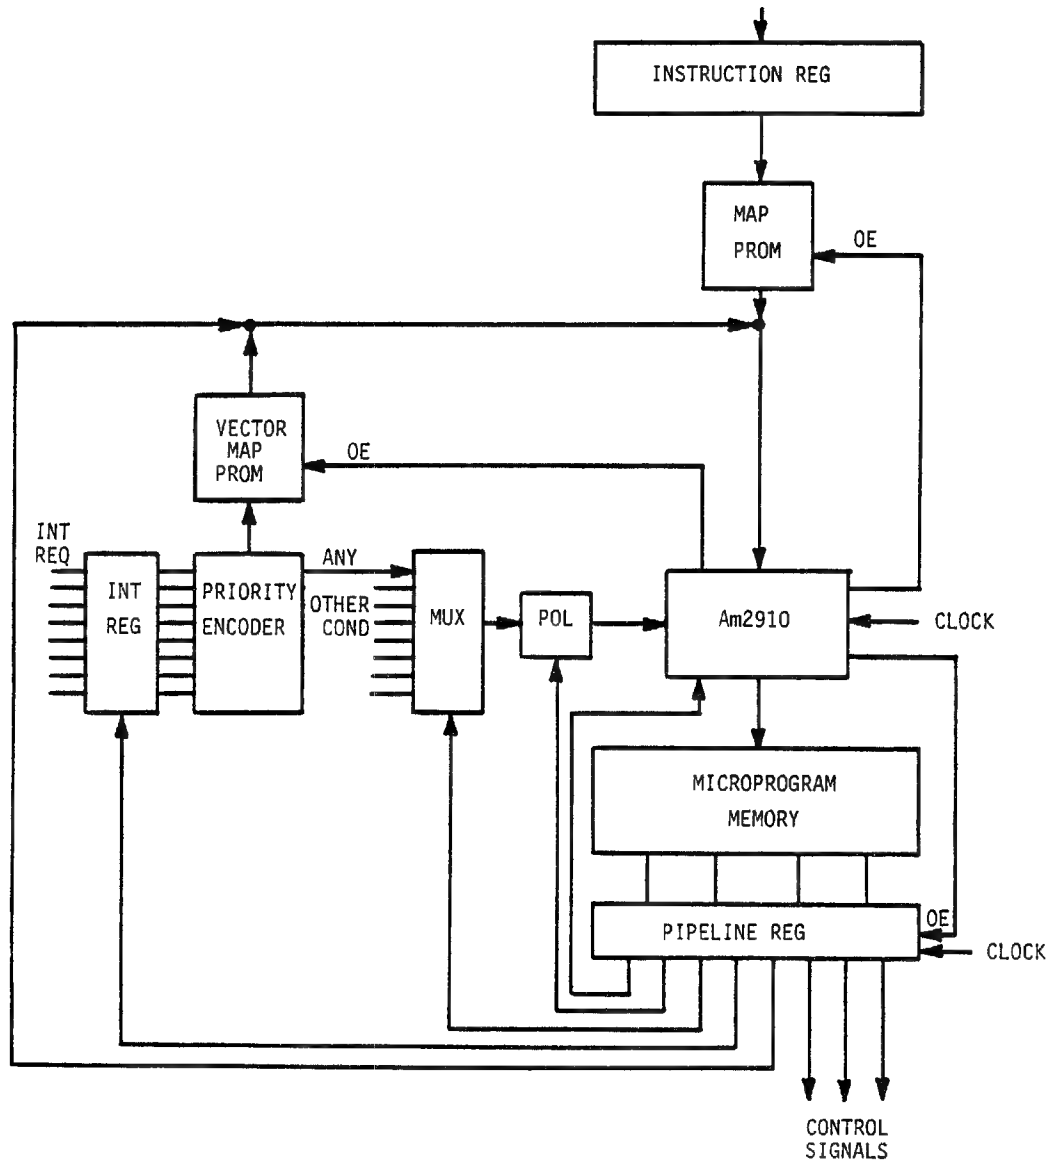 INSTRUCTION REG
MAP
PROM
OE
VECTOR
MAP
PROM
OE
INT
REQ
INT
REG
PRIORITY
ENCODER
ANY
OTHER
COND
MUX
POL
Am2910
CLOCK
MICROPROGRAM
MEMORY
PIPELINE REG
OE
CLOCK
CONTROL
SIGNALS